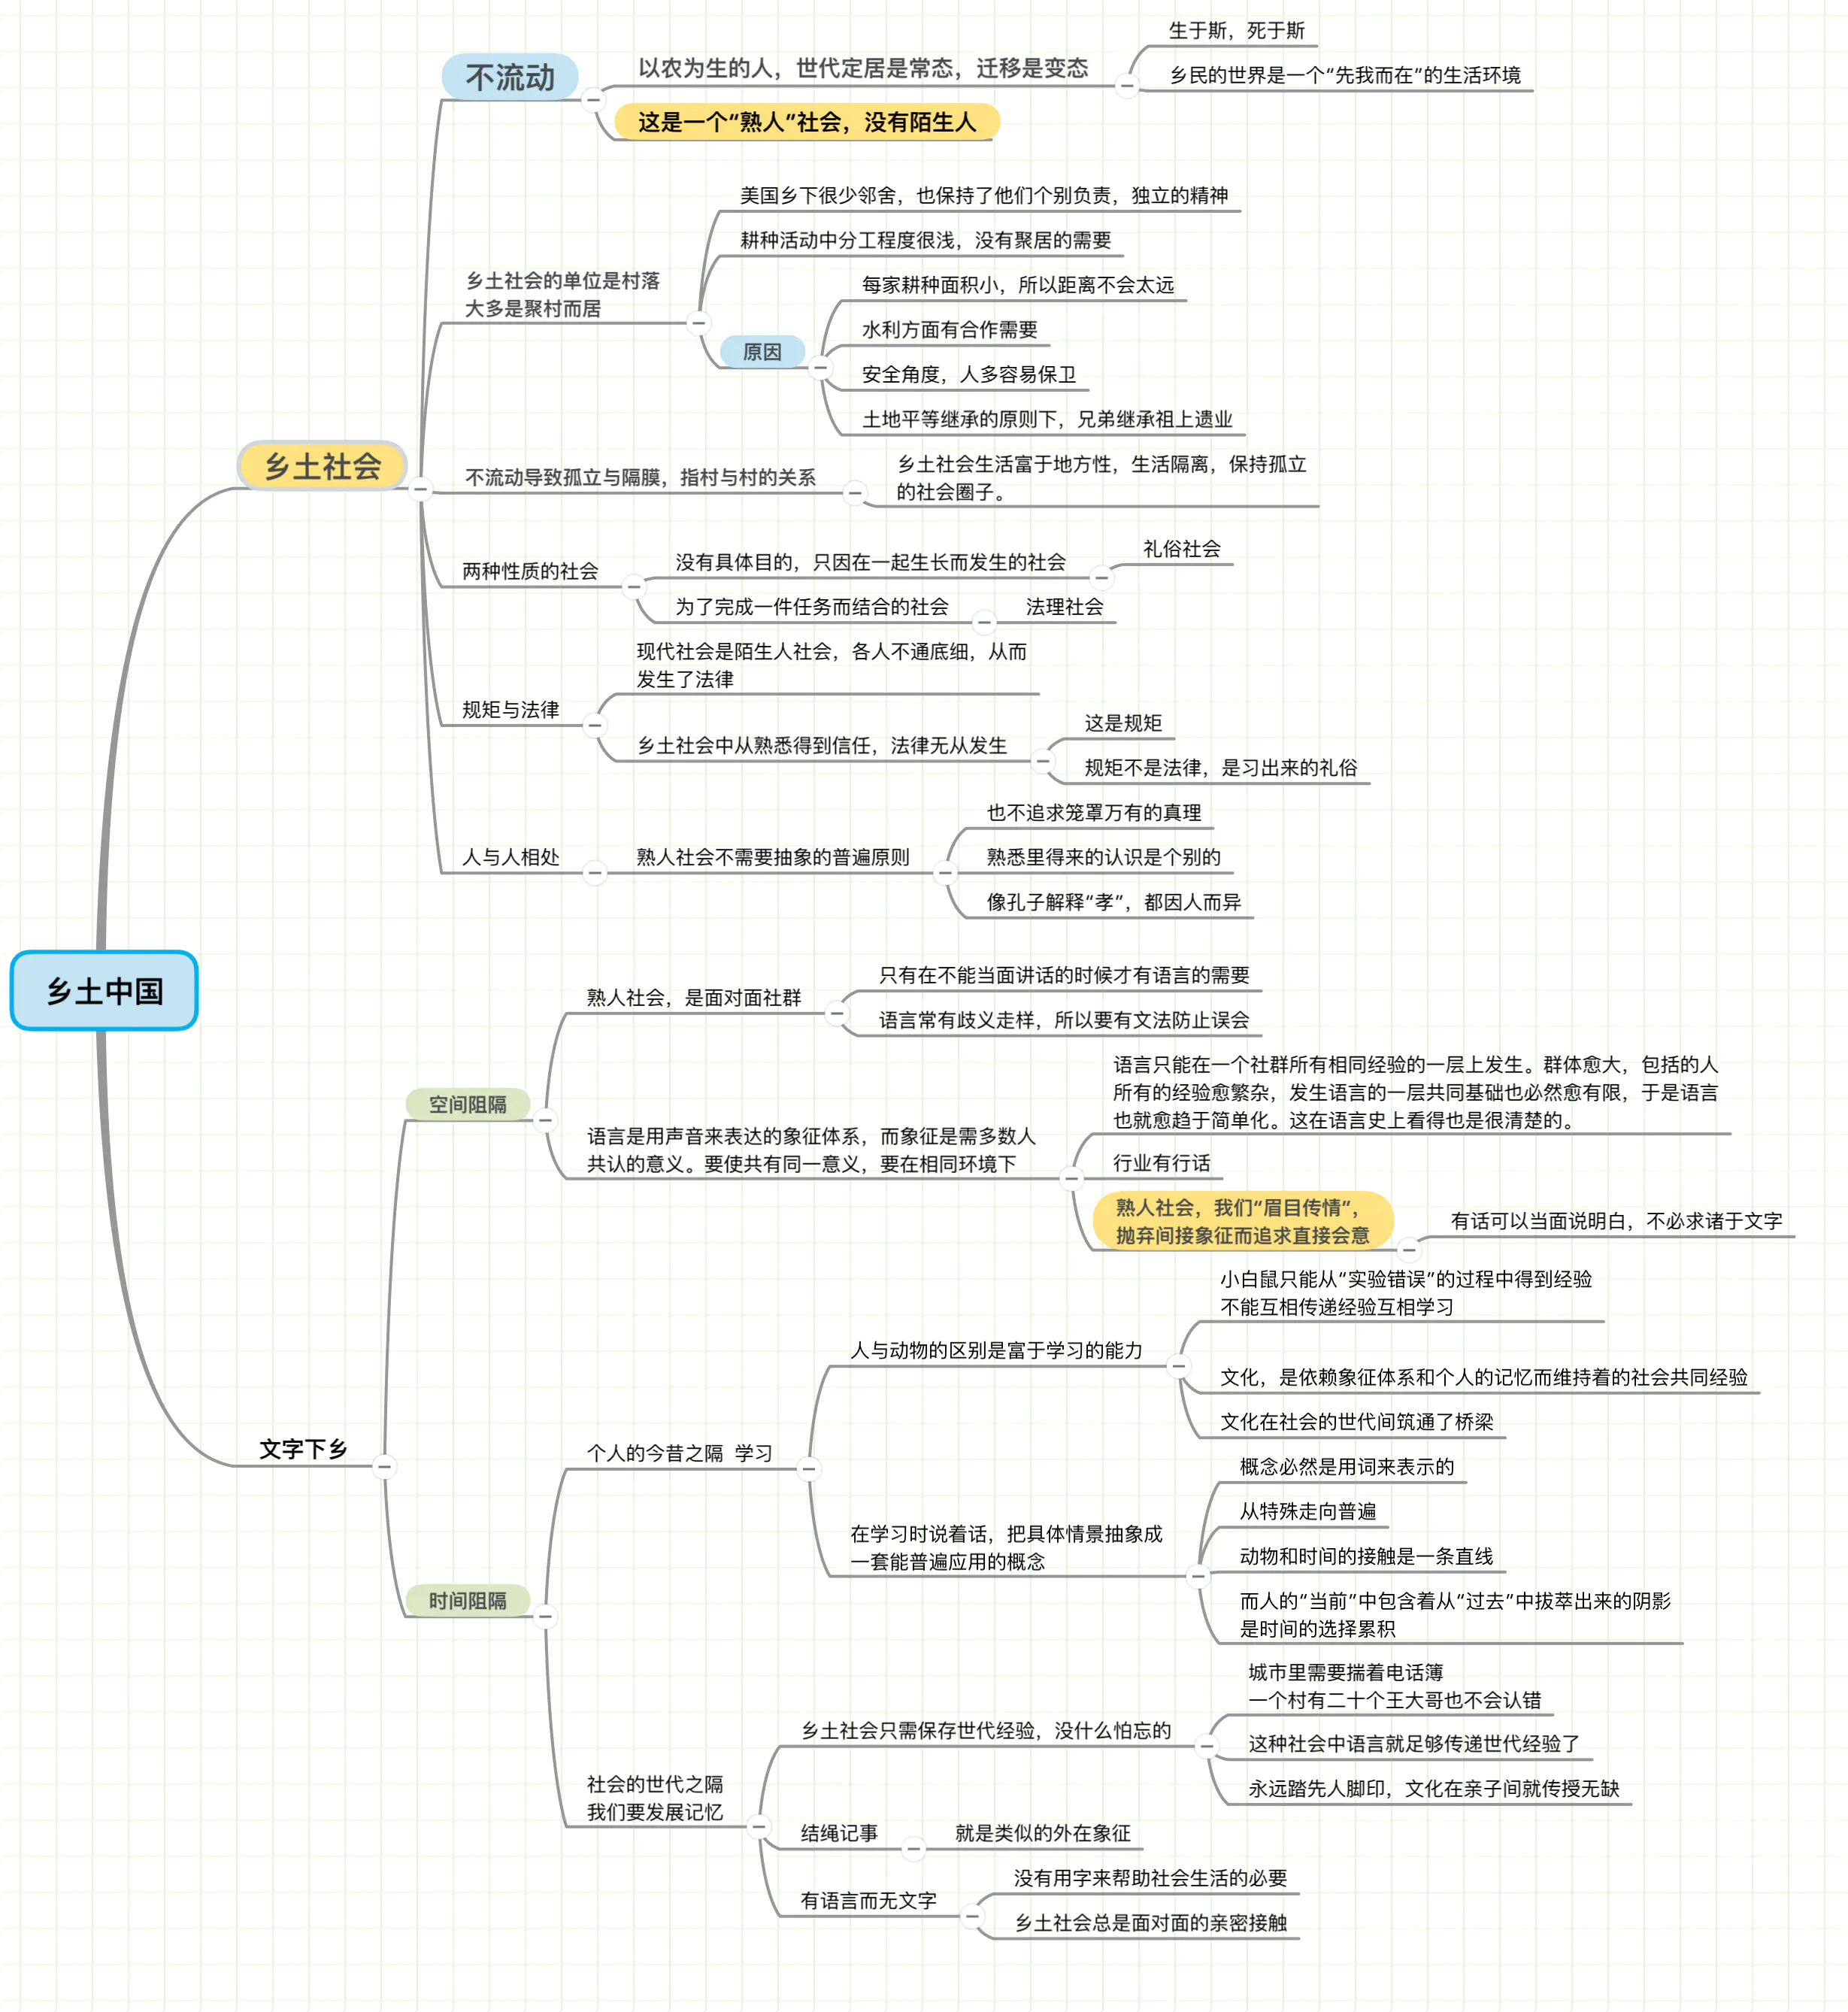 不流动
以农为生的人，世代定居是常态，迁移是变态
生于斯，死于斯
乡民的世界是一个“先我而在”的生活环境
这是一个“熟人”社会，没有陌生人
乡土社会的单位是村落
大多是聚村而居
美国乡下很少邻舍，也保持了他们个别负责，独立的精神
耕种活动中分工程度很浅，没有聚居的需要
原因
每家耕种面积小，所以距离不会太远
水利方面有合作需要
安全角度，人多容易保卫
土地平等继承的原则下，兄弟继承祖上遗业
乡土社会
不流动导致孤立与隔膜，指村与村的关系
乡土社会生活富于地方性，生活隔离，保持孤立
的社会圈子。
两种性质的社会
没有具体目的，只因在一起生长而发生的社会
礼俗社会
为了完成一件任务而结合的社会
法理社会
规矩与法律
现代社会是陌生人社会，各人不通底细，从而
发生了法律
乡土社会中从熟悉得到信任，法律无从发生
这是规矩
规矩不是法律，是习出来的礼俗
人与人相处
熟人社会不需要抽象的普遍原则
也不追求笼罩万有的真理
熟悉里得来的认识是个别的
像孔子解释“孝”，都因人而异
乡土中国
空间阻隔
熟人社会，是面对面社群
只有在不能当面讲话的时候才有语言的需要
语言常有歧义走样，所以要有文法防止误会
语言是用声音来表达的象征体系，而象征是需多数人
共认的意义。要使共有同一意义，要在相同环境下
语言只能在一个社群所有相同经验的一层上发生。群体愈大，包括的人
所有的经验愈繁杂，发生语言的一层共同基础也必然愈有限，于是语言
也就愈趋于简单化。这在语言史上看得也是很清楚的。
行业有行话
熟人社会，我们“眉目传情”，
抛弃间接象征而追求直接会意
有话可以当面说明白，不必求诸于文字
文字下乡
时间阻隔
个人的今昔之隔 学习
人与动物的区别是富于学习的能力
小白鼠只能从“实验错误”的过程中得到经验
不能互相传递经验互相学习
文化，是依赖象征体系和个人的记忆而维持着的社会共同经验
文化在社会的世代间筑通了桥梁
在学习时说着话，把具体情景抽象成
一套能普遍应用的概念
概念必然是用词来表示的
从特殊走向普遍
动物和时间的接触是一条直线
而人的“当前”中包含着从“过去”中拔萃出来的阴影
是时间的选择累积
社会的世代之隔
我们要发展记忆
乡土社会只需保存世代经验，没什么怕忘的
城市里需要揣着电话簿
一个村有二十个王大哥也不会认错
这种社会中语言就足够传递世代经验了
永远踏先人脚印，文化在亲子间就传授无缺
结绳记事
就是类似的外在象征
有语言而无文字
没有用字来帮助社会生活的必要
乡土社会总是面对面的亲密接触